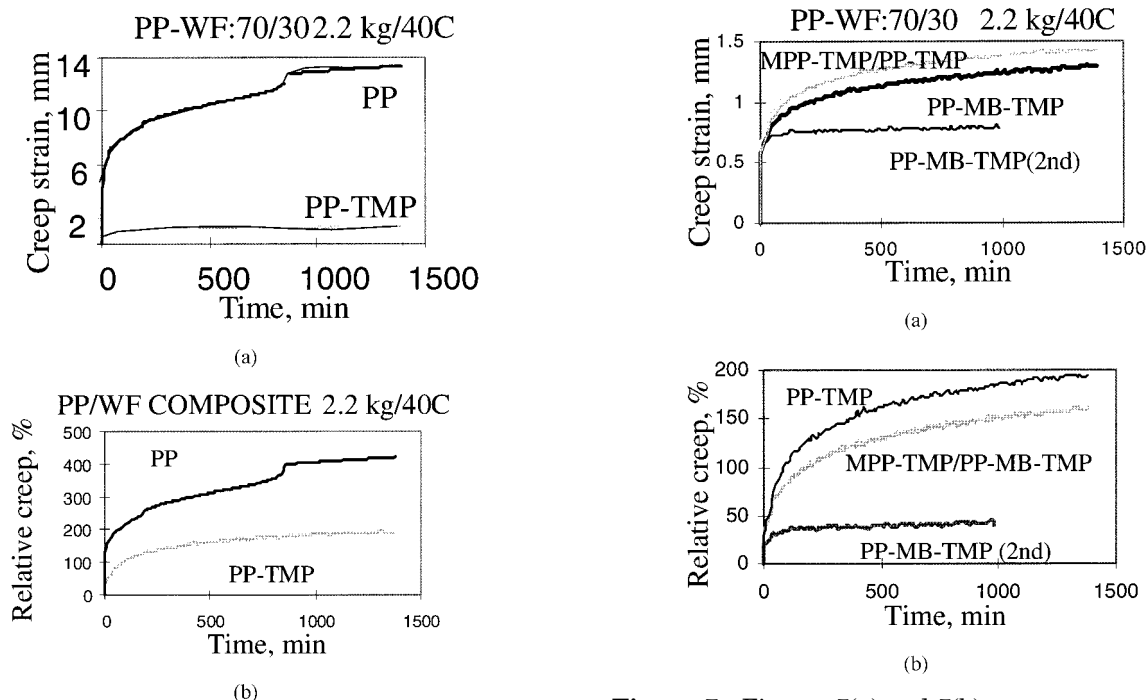 PP-WF:70/30 2.2 kg/40C
14
10
6
2
Creep strain, mm
PP
PP-TMP
0 500 1000 1500
Time, min
(a)
PP/WF COMPOSITE 2.2 kg/40C
500
400
300
200
100
0
Relative creep, %
PP
PP-TMP
0 500 1000 1500
Time, min
(b)
PP-WF:70/30 2.2 kg/40C
1.5
1
0.5
0
Creep strain, mm
MPP-TMP/PP-TMP
PP-MB-TMP
PP-MB-TMP(2nd)
0 500 1000 1500
Time, min
(a)
200
150
100
50
0
Relative creep, %
PP-TMP
MPP-TMP/PP-MB-TMP
PP-MB-TMP (2nd)
0 500 1000 1500
Time, min
(b)